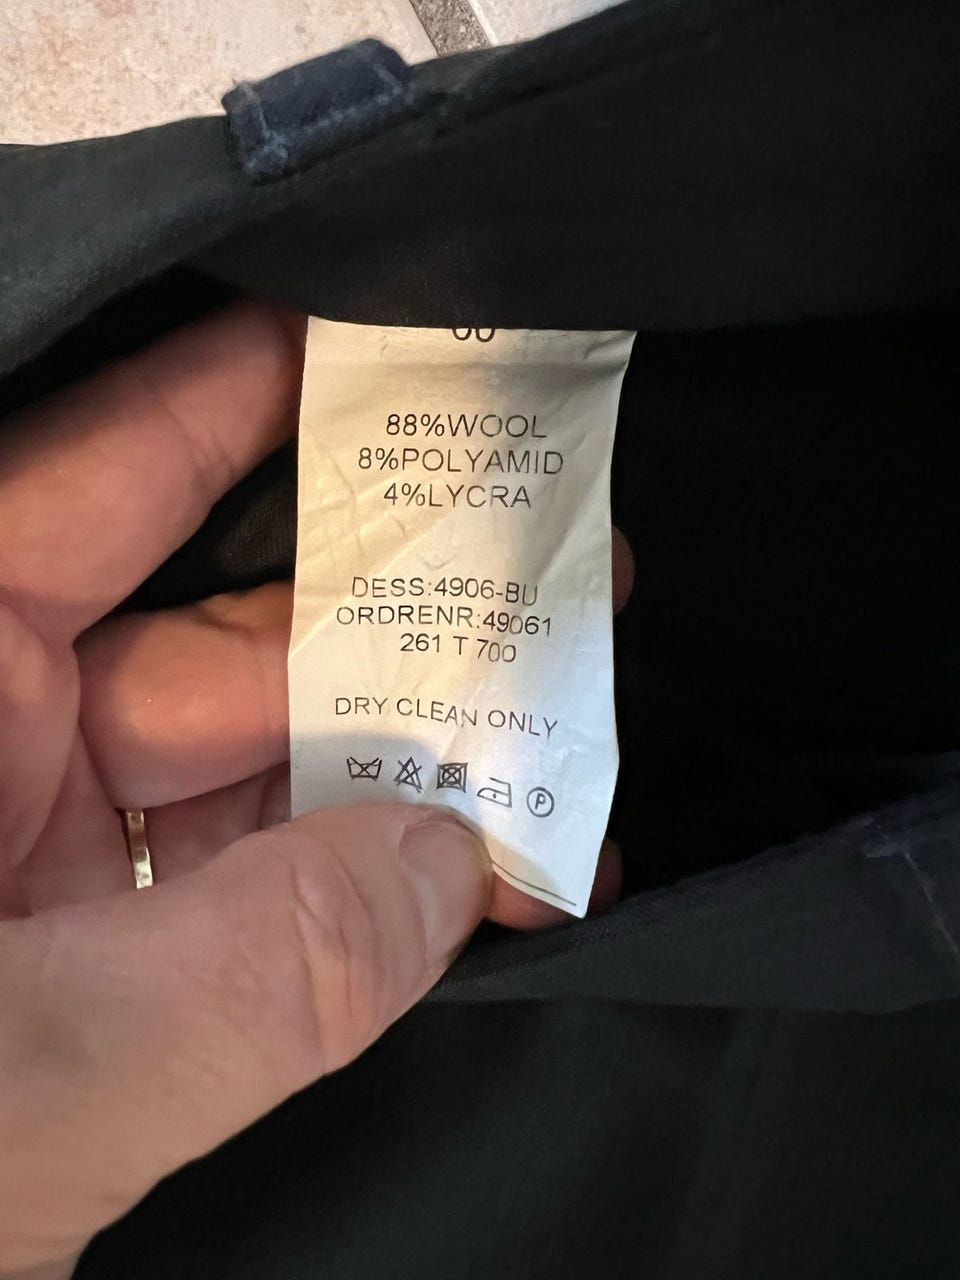 88%WOOL
8%POLYAMID
4%LYCRA
DESS:4906-BU
ORDRENR:49061
261 T 700
DRY CLEAN ONLY
P